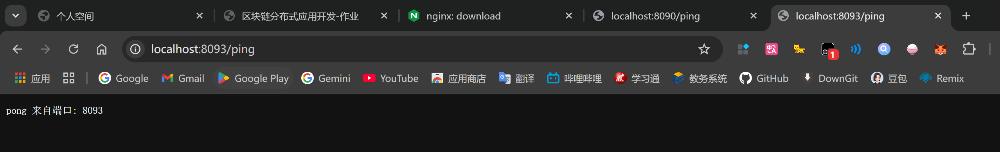 个人空间 区块链分布式应用开发-作业 nginx: download localhost:8090/ping localhost:8093/ping
localhost:8093/ping 中A 1
应用 Google Gmail Google Play Gemini YouTube 应用商店 翻译 哔哩哔哩 学习通 教务系统 GitHub DownGit 豆包 Remix
pong 来自端口: 8093